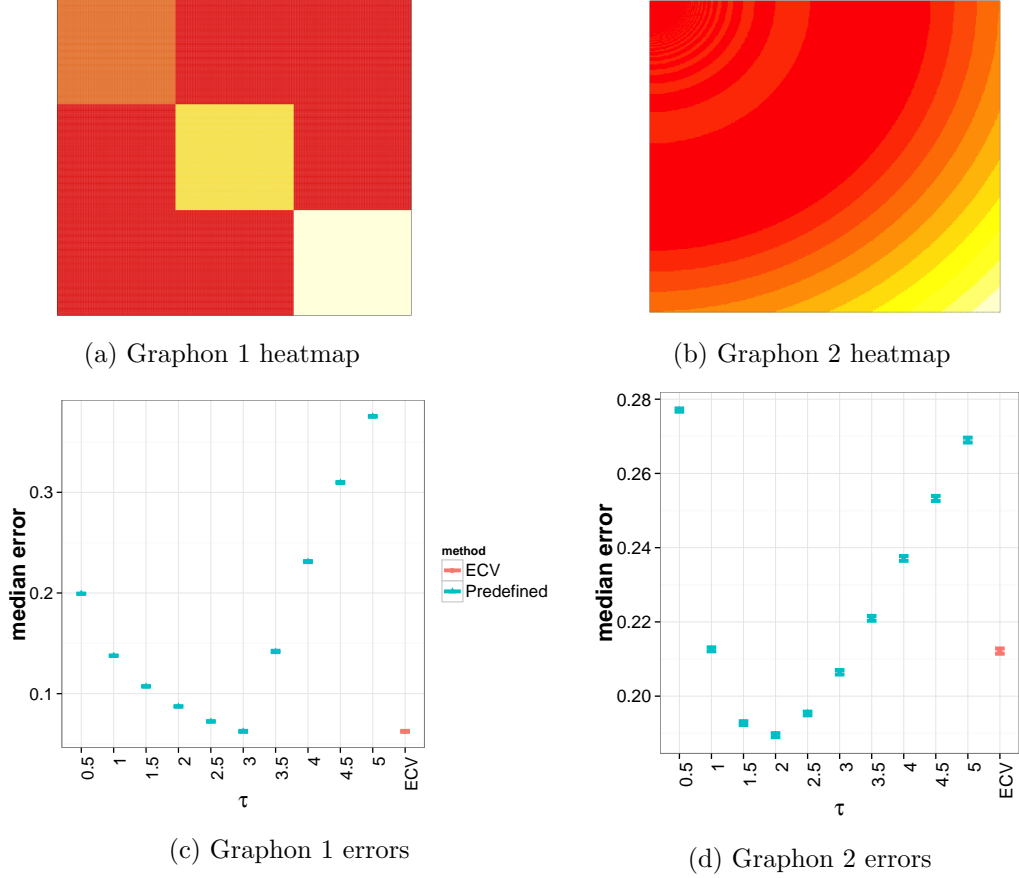 (a) Graphon 1 heatmap
(b) Graphon 2 heatmap
median error
0.3
0.2
0.1
0.5
1
1.5
2
2.5
3
3.5
4
4.5
5
ECV
τ
method
ECV
Predefined
(c) Graphon 1 errors
median error
0.28
0.26
0.24
0.22
0.20
0.5
1
1.5
2
2.5
3
3.5
4
4.5
5
ECV
τ
(d) Graphon 2 errors